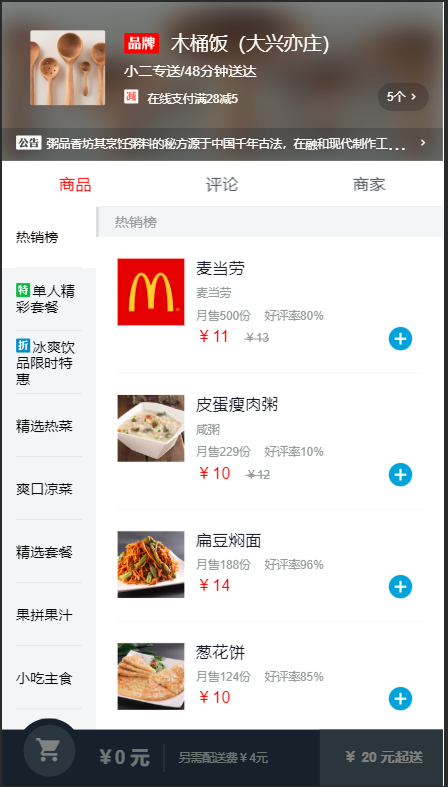 品牌 木桶饭（大兴亦庄）
小二专送/48分钟送达
减 在线支付满28减5
5个 >
公告 粥品香坊其烹饪粥料的秘方源于中国千年古法，在融和现代制作工... >
商品 评论 商家
热销榜
特 单人精
彩套餐
折 冰爽饮
品限时特
惠
精选热菜
爽口凉菜
精选套餐
果拼果汁
小吃主食
热销榜
麦当劳
麦当劳
月售500份 好评率80%
￥11 ￥13
皮蛋瘦肉粥
咸粥
月售229份 好评率10%
￥10 ￥12
扁豆焖面
月售188份 好评率96%
￥14
葱花饼
月售124份 好评率85%
￥10
￥0 元
另需配送费￥4元
￥ 20 元起送